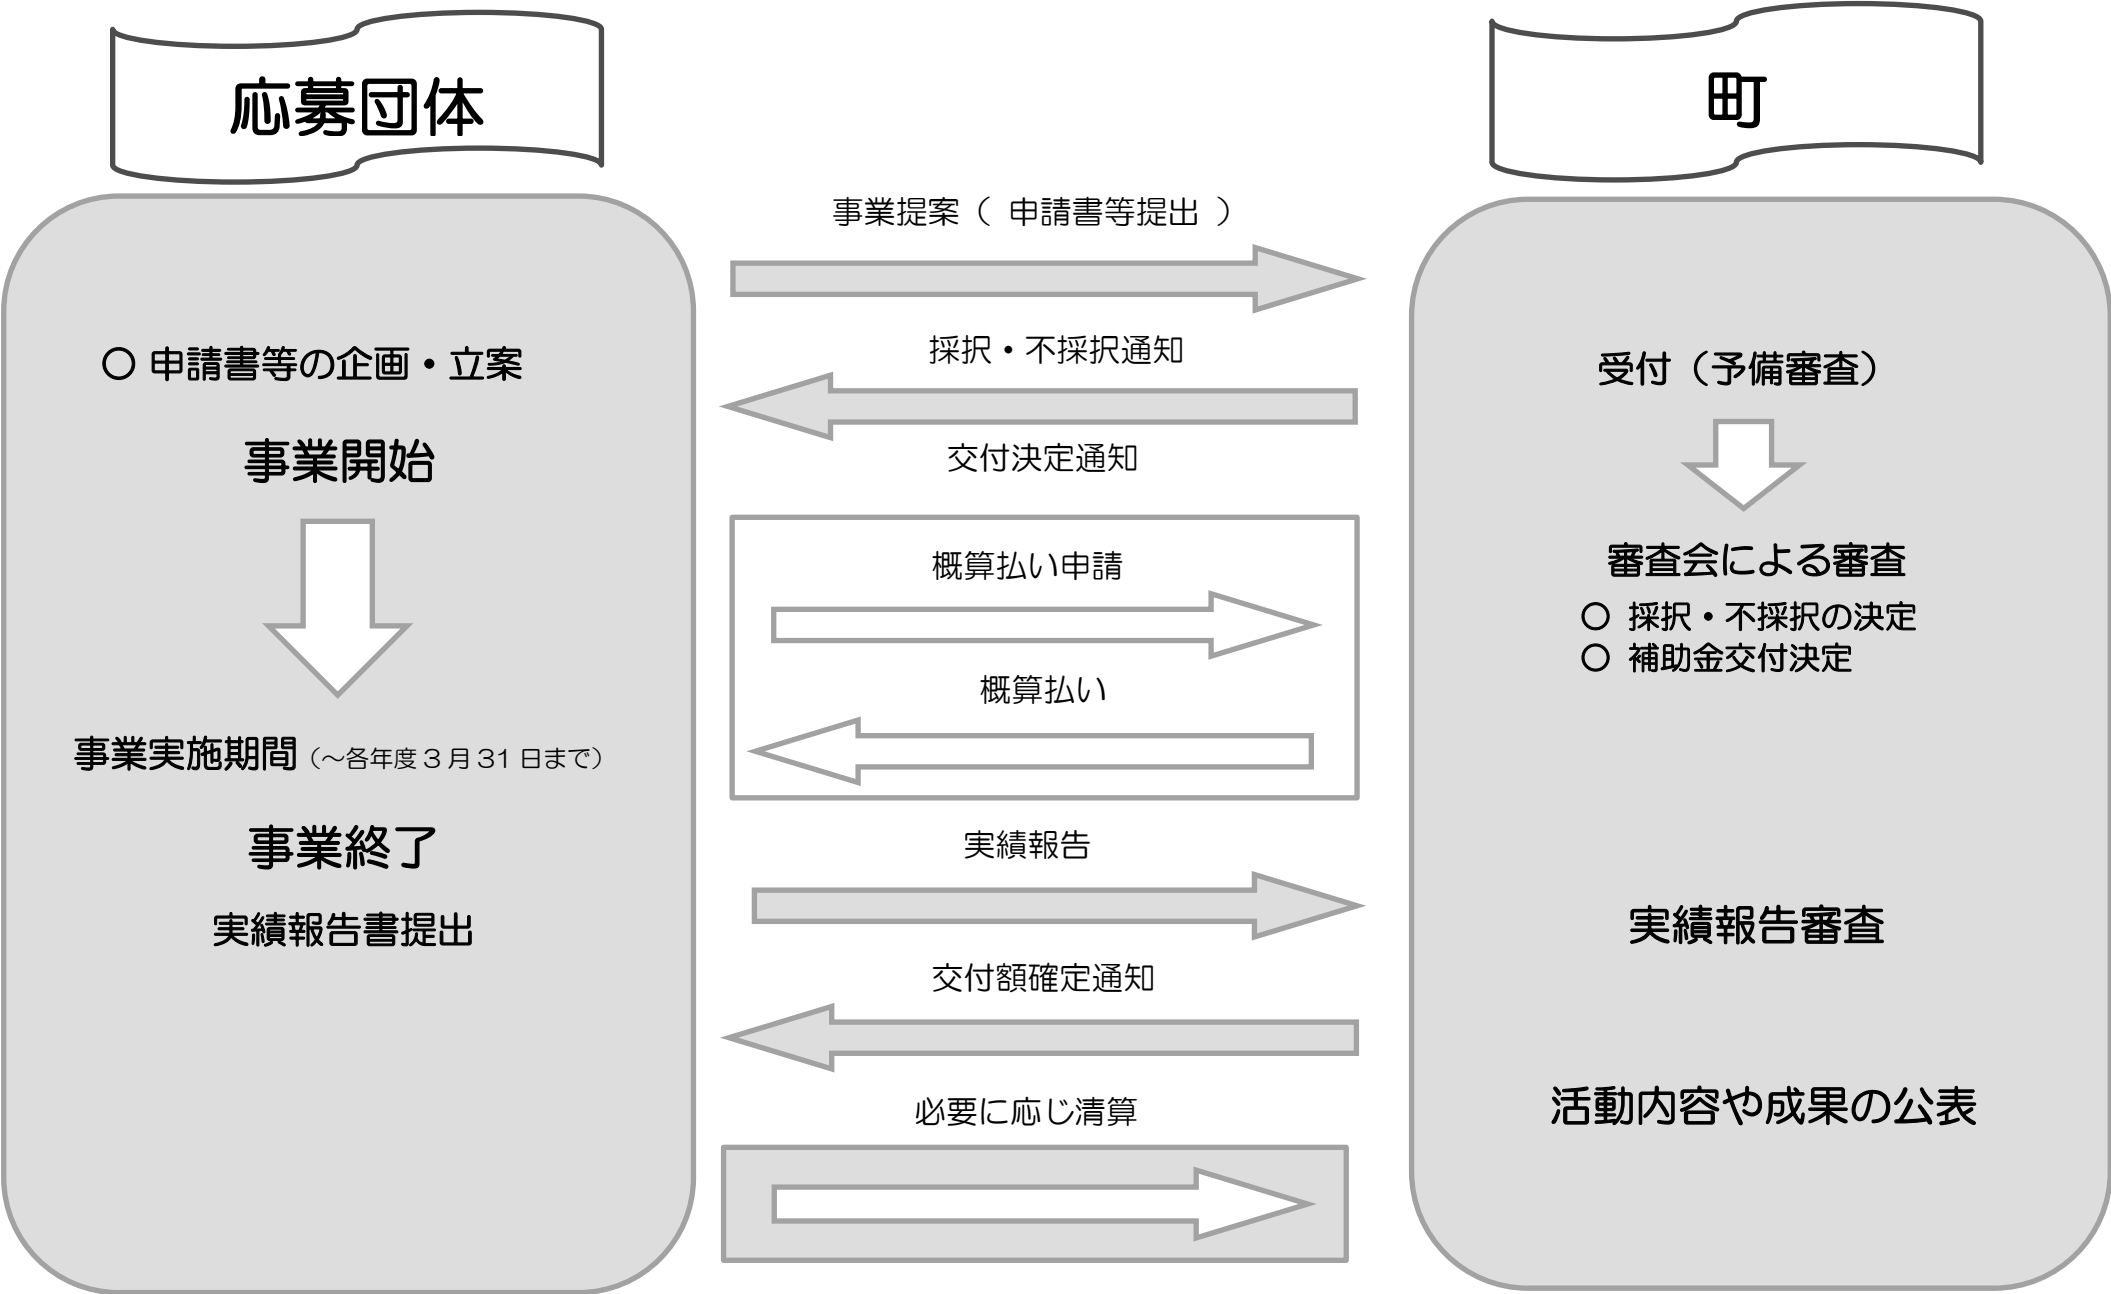 応募団体
町
○ 申請書等の企画・立案
事業開始
事業実施期間（～各年度３月 31 日まで）
事業終了
実績報告書提出
事業提案（ 申請書等提出 ）
採択・不採択通知
交付決定通知
概算払い申請
概算払い
実績報告
交付額確定通知
必要に応じ清算
受付（予備審査）
審査会による審査
○ 採択・不採択の決定
○ 補助金交付決定
実績報告審査
活動内容や成果の公表